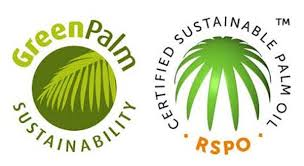 GreenPalm
SUSTAINABILITY
CERTIFIED SUSTAINABLE PALM OIL
TM
· RSPO ·